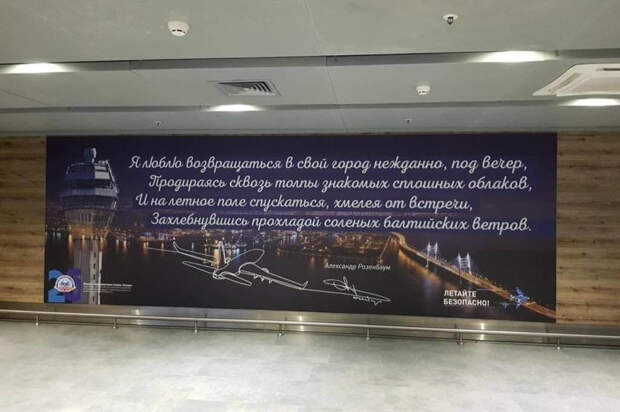 Я люблю возвращаться в свой город нежданно, под вечер,
Продираясь сквозь толпы знакомых сплошных облаков,
И на летное поле спускаться, хмелея от встречи,
Захлебнувшись прохладой соленых балтийских ветров.
Александр Розенбаум
ЛЕТАЙТЕ
БЕЗОПАСНО!